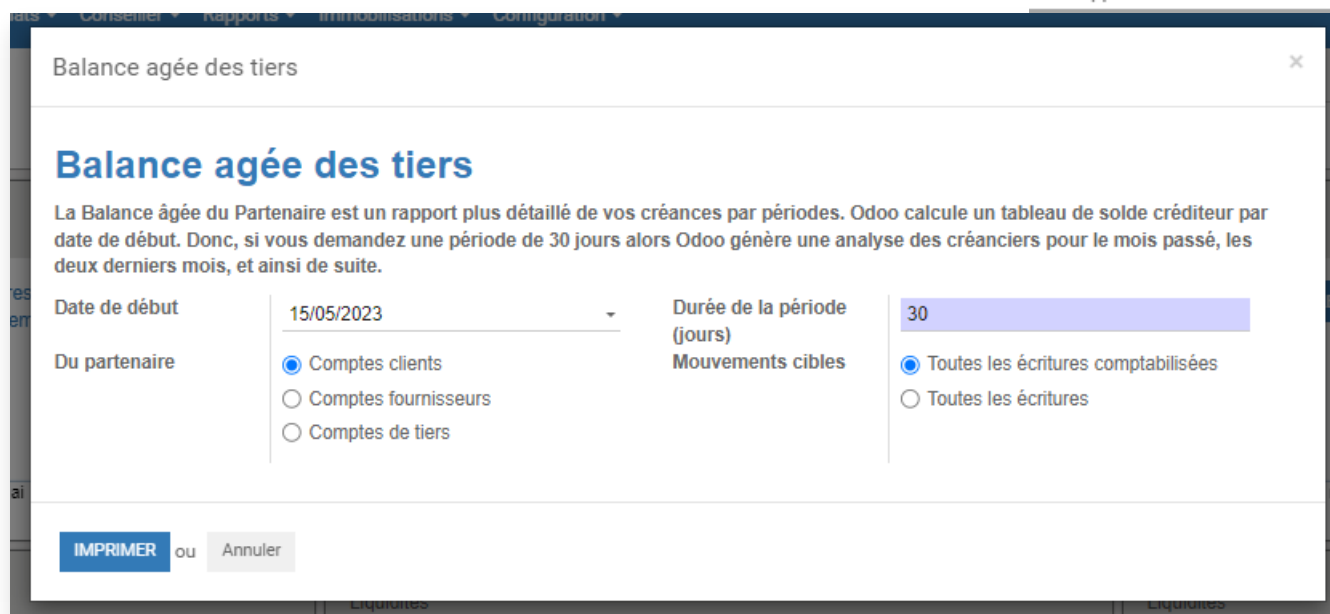 Conseiller Rapports Immobilisations Configuration
Balance agée des tiers ×
Balance agée des tiers
La Balance âgée du Partenaire est un rapport plus détaillé de vos créances par périodes. Odoo calcule un tableau de solde créditeur par
date de début. Donc, si vous demandez une période de 30 jours alors Odoo génère une analyse des créanciers pour le mois passé, les
deux derniers mois, et ainsi de suite.
Date de début
15/05/2023
Durée de la période
(jours)
30
Du partenaire
Comptes clients
Comptes fournisseurs
Comptes de tiers
Mouvements cibles
Toutes les écritures comptabilisées
Toutes les écritures
IMPRIMER ou Annuler
Liquidités Liquidités